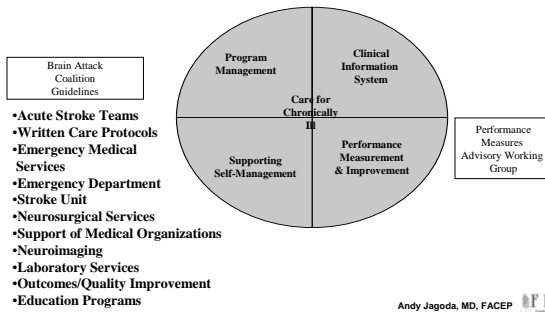 Brain Attack
Coalition
Guidelines
•Acute Stroke Teams
•Written Care Protocols
•Emergency Medical
Services
•Emergency Department
•Stroke Unit
•Neurosurgical Services
•Support of Medical Organizations
•Neuroimaging
•Laboratory Services
•Outcomes/Quality Improvement
•Education Programs
Program
Management
Clinical
Information
System
Care for
Chronically
Ill
Supporting
Self-Management
Performance
Measurement
& Improvement
Performance
Measures
Advisory Working
Group
Andy Jagoda, MD, FACEP